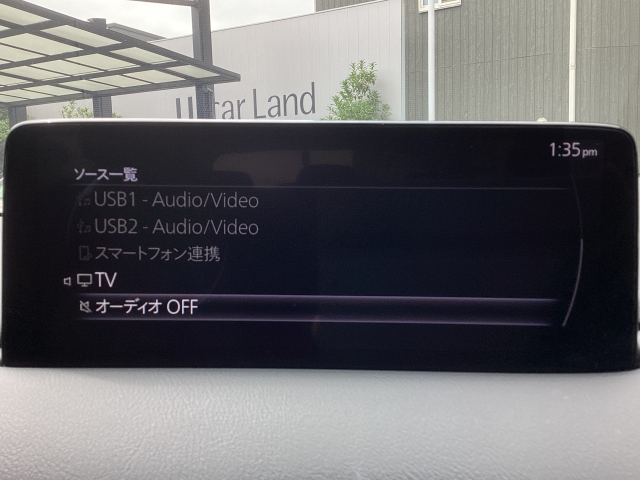 U-car Land
1:35pm
ソース一覧
USB1 - Audio/Video
USB2 - Audio/Video
スマートフォン連携
TV
オーディオ OFF